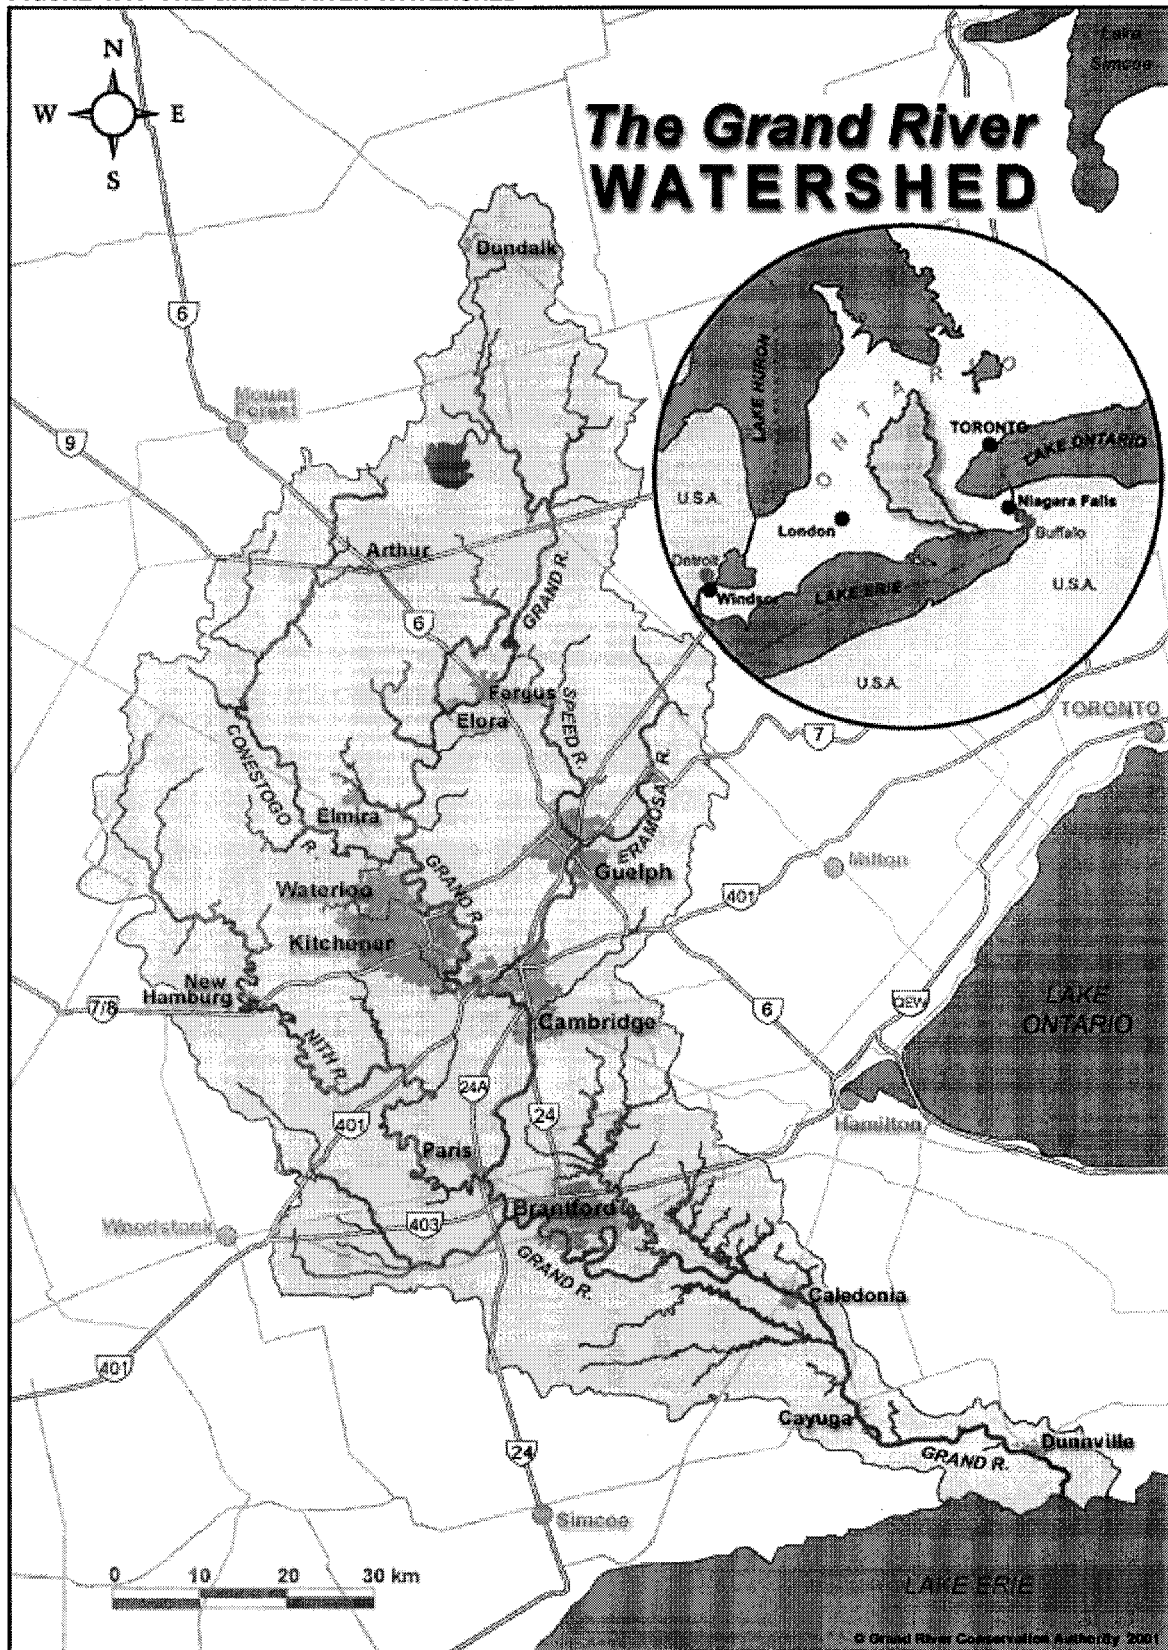 The Grand River
WATERSHED
N
W
E
S
Lake
Simcoe
Dundalk
6
Mount
Forest
9
Arthur
6
GRAND R.
Fergus
Elora
SPEED R.
CONESTOGO
R.
Elmira
ERAMOSA R.
Guelph
GRAND R.
Waterloo
Kitchener
New
Hamburg
7/8
NITH R.
Cambridge
401
24A
24
Paris
Brantford
403
Woodstock
GRAND R.
Caledonia
401
Cayuga
GRAND R.
Dunnville
24
Simcoe
LAKE HURON
ONTARIO
TORONTO
LAKE ONTARIO
U.S.A.
Niagara Falls
London
Buffalo
Detroit
Windsor
LAKE ERIE
U.S.A.
U.S.A.
TORONTO
7
Milton
401
6
QEW
LAKE
ONTARIO
Hamilton
0 10 20 30 km
LAKE ERIE
© Grand River Conservation Authority, 2001